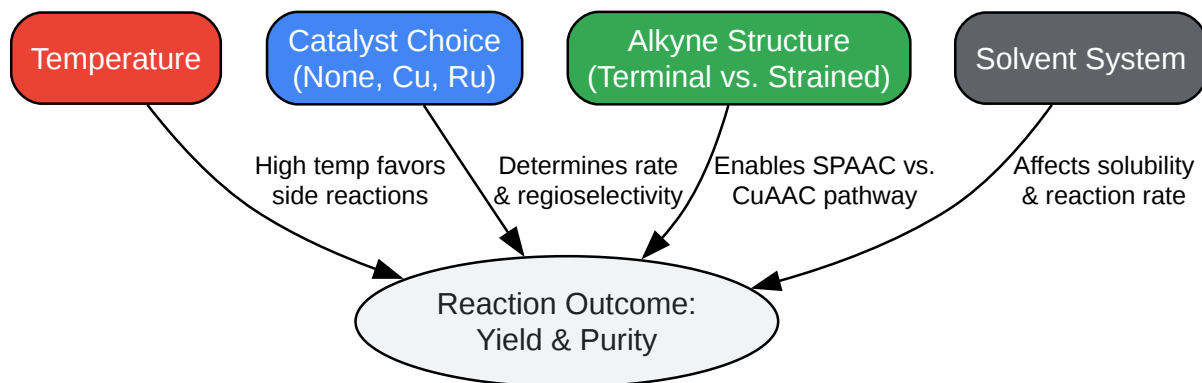 Temperature
Catalyst Choice
(None, Cu, Ru)
Alkyne Structure
(Terminal vs. Strained)
Solvent System
High temp favors
side reactions
Determines rate
& regioselectivity
Enables SPAAC vs.
CuAAC pathway
Affects solubility
& reaction rate
Reaction Outcome:
Yield & Purity